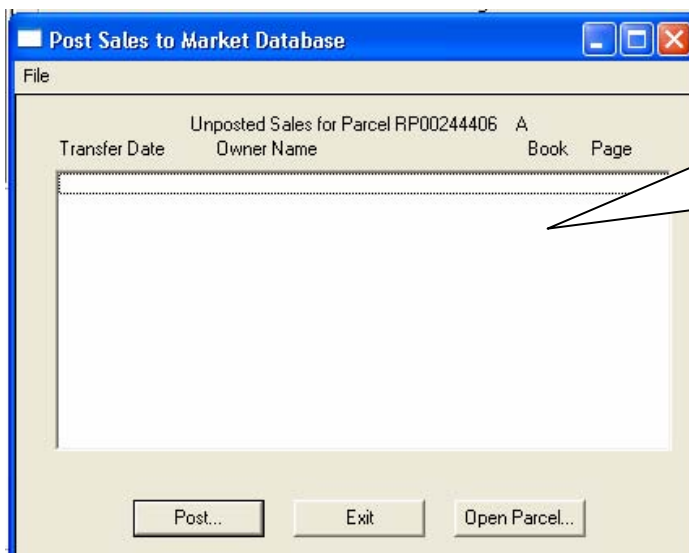 Post Sales to Market Database
File
Unposted Sales for Parcel RP00244406 A
Transfer Date Owner Name Book Page
Post... Exit Open Parcel...